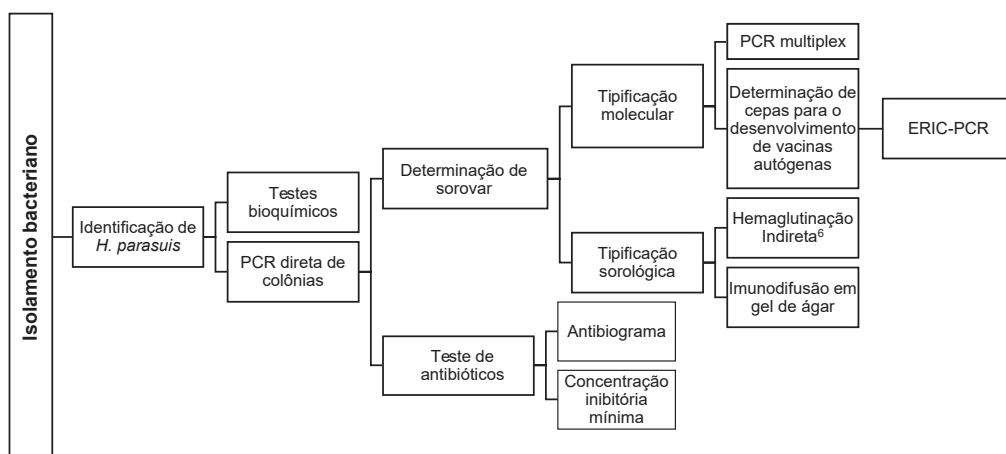 Isolamento bacteriano
Identificação de
H. parasuis
Testes
bioquímicos
PCR direta de
colônias
Determinação de
sorovar
Teste de
antibióticos
Tipificação
molecular
Tipificação
sorológica
Antibiograma
Concentração
inibitória
mínima
PCR multiplex
Determinação de
cepas para o
desenvolvimento
de vacinas
autógenas
Hemaglutinação
Indireta⁶
Imunodifusão em
gel de ágar
ERIC-PCR